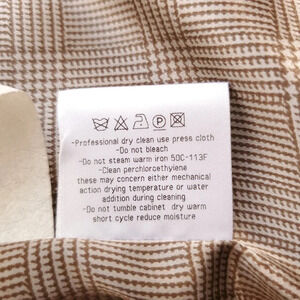 -Professional dry clean use press cloth
-Do not bleach
-Do not steam warm iron 50C-113F
-Clean perchloroethylene
these may concern either mechanical
action drying temperature or water
addition during cleaning
-Do not tumble cabinet dry warm
short cycle reduce moisture